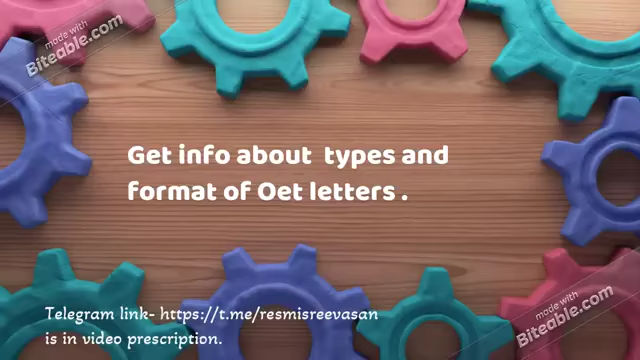 made with
Biteable.com
Get info about types and
format of Oet letters .
Telegram link- https://t.me/resmisreevasan
is in video prescription.
made with
Biteable.com